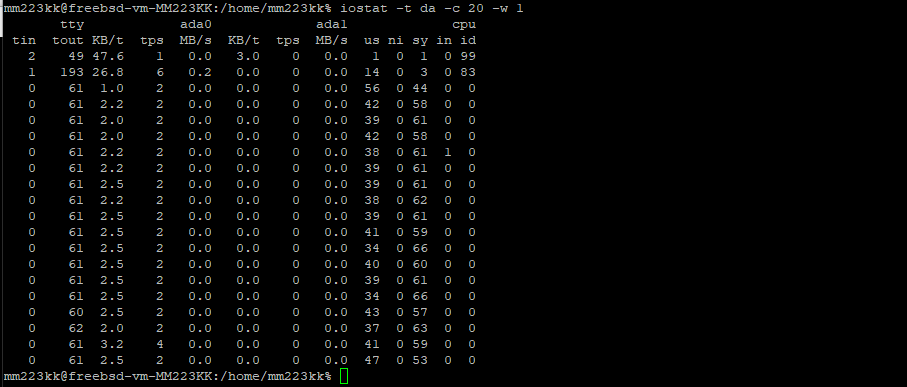 mm223kk@freebsd-vm-MM223KK:/home/mm223kk% iostat -t da -c 20 -w 1
tty ada0 ada1 cpu
tin tout KB/t tps MB/s KB/t tps MB/s us ni sy in id
2 49 47.6 1 0.0 3.0 0 0.0 1 0 1 0 99
1 193 26.8 6 0.2 0.0 0 0.0 14 0 3 0 83
0 61 1.0 2 0.0 0.0 0 0.0 56 0 44 0 0
0 61 2.2 2 0.0 0.0 0 0.0 42 0 58 0 0
0 61 2.0 2 0.0 0.0 0 0.0 39 0 61 0 0
0 61 2.2 2 0.0 0.0 0 0.0 42 0 58 0 0
0 61 2.2 2 0.0 0.0 0 0.0 38 0 61 1 0
0 61 2.2 2 0.0 0.0 0 0.0 39 0 61 0 0
0 61 2.5 2 0.0 0.0 0 0.0 39 0 61 0 0
0 61 2.2 2 0.0 0.0 0 0.0 38 0 62 0 0
0 61 2.5 2 0.0 0.0 0 0.0 39 0 61 0 0
0 61 2.5 2 0.0 0.0 0 0.0 41 0 59 0 0
0 61 2.5 2 0.0 0.0 0 0.0 34 0 66 0 0
0 61 2.5 2 0.0 0.0 0 0.0 40 0 60 0 0
0 61 2.5 2 0.0 0.0 0 0.0 39 0 61 0 0
0 61 2.5 2 0.0 0.0 0 0.0 34 0 66 0 0
0 60 2.5 2 0.0 0.0 0 0.0 43 0 57 0 0
0 62 2.0 2 0.0 0.0 0 0.0 37 0 63 0 0
0 61 3.2 4 0.0 0.0 0 0.0 41 0 59 0 0
0 61 2.5 2 0.0 0.0 0 0.0 47 0 53 0 0
mm223kk@freebsd-vm-MM223KK:/home/mm223kk%